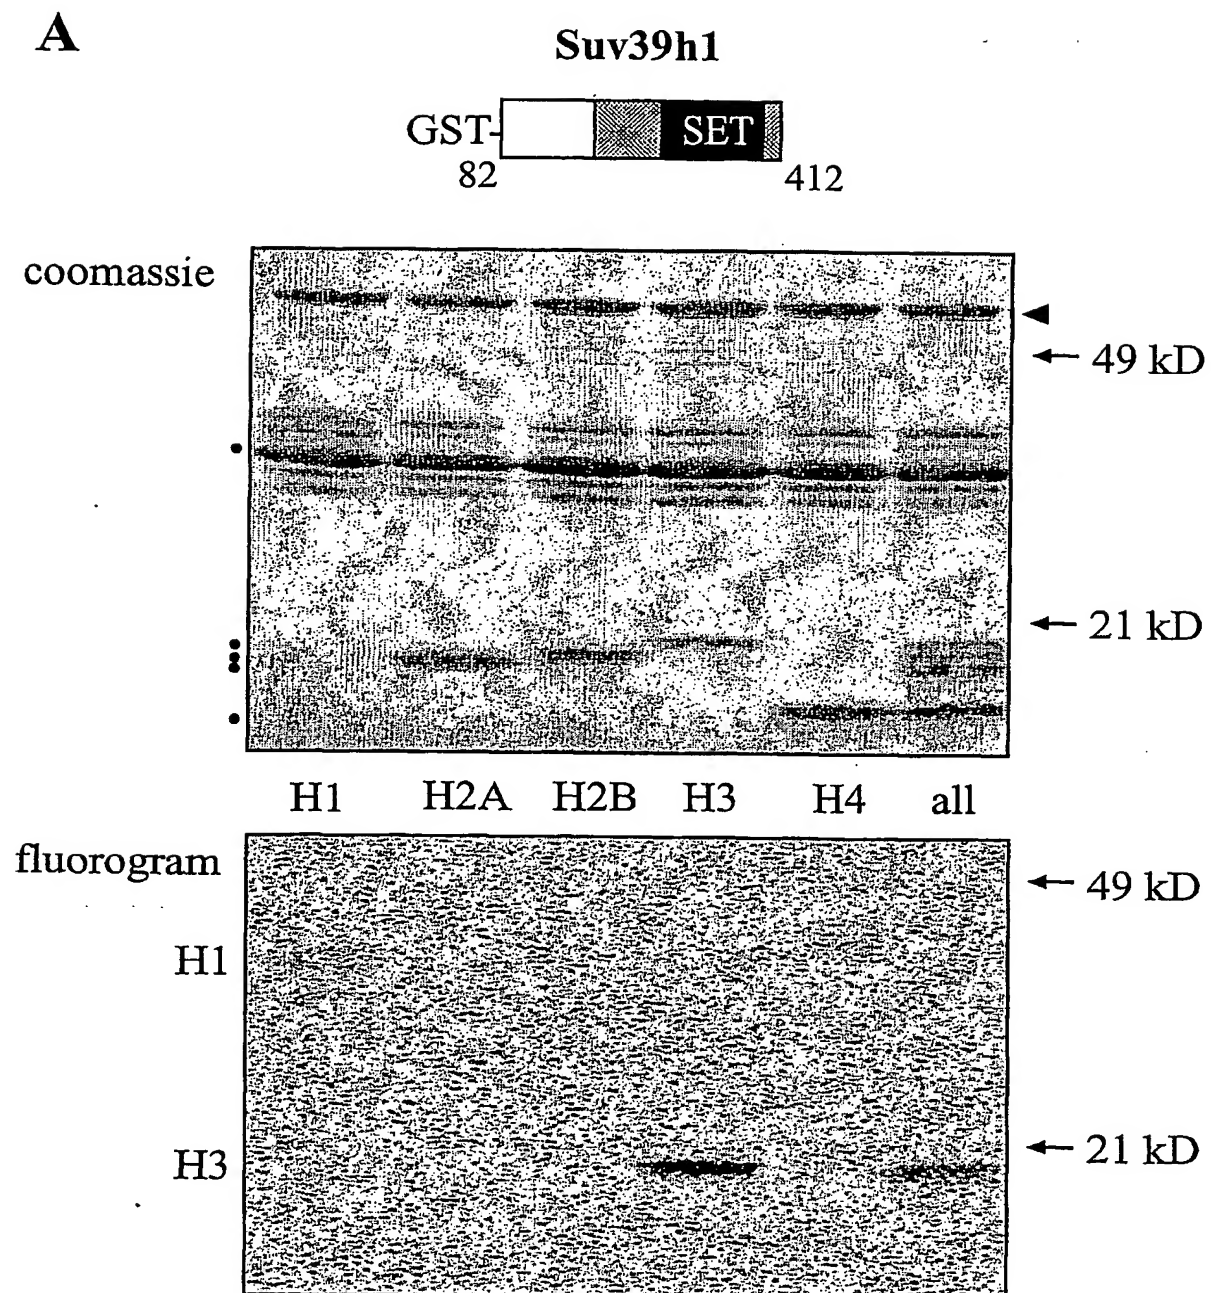 A
Suv39h1
GST-
SET
82
412
coomassie
49 kD
21 kD
H1 H2A H2B H3 H4 all
fluorogram
49 kD
H1
21 kD
H3